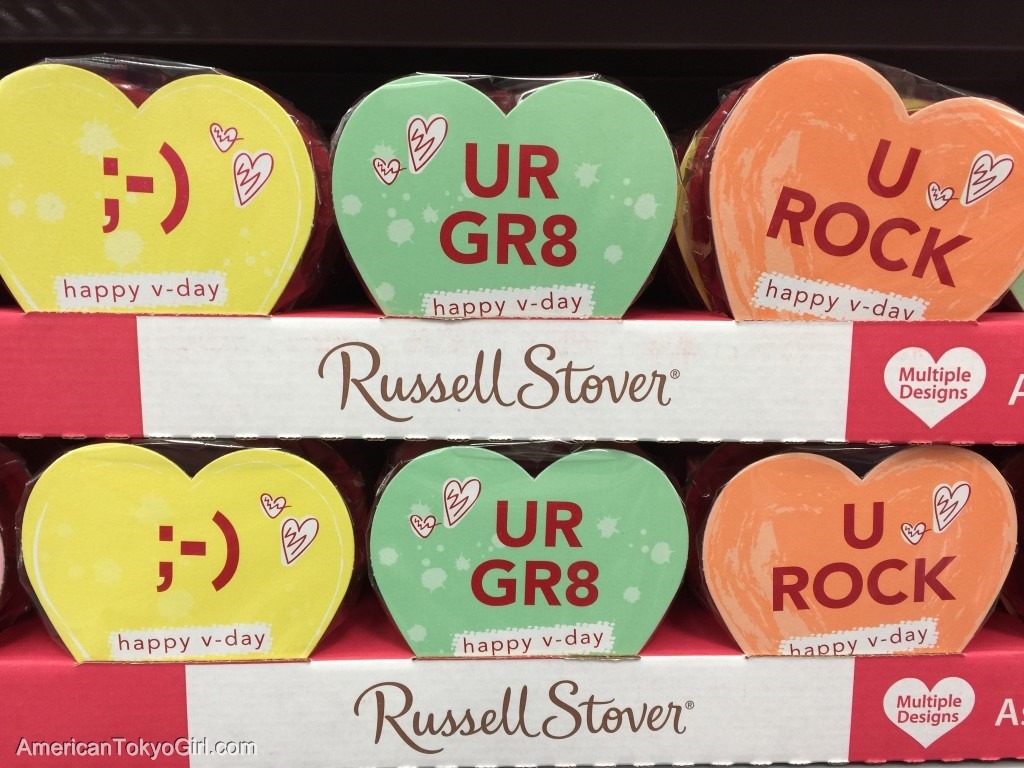 ;-)
happy v-day
UR
GR8
happy v-day
U
ROCK
happy v-day
Russell Stover®
Multiple
Designs
;-)
happy v-day
UR
GR8
happy v-day
U
ROCK
happy v-day
Russell Stover®
Multiple
Designs
AmericanTokyoGirl.com